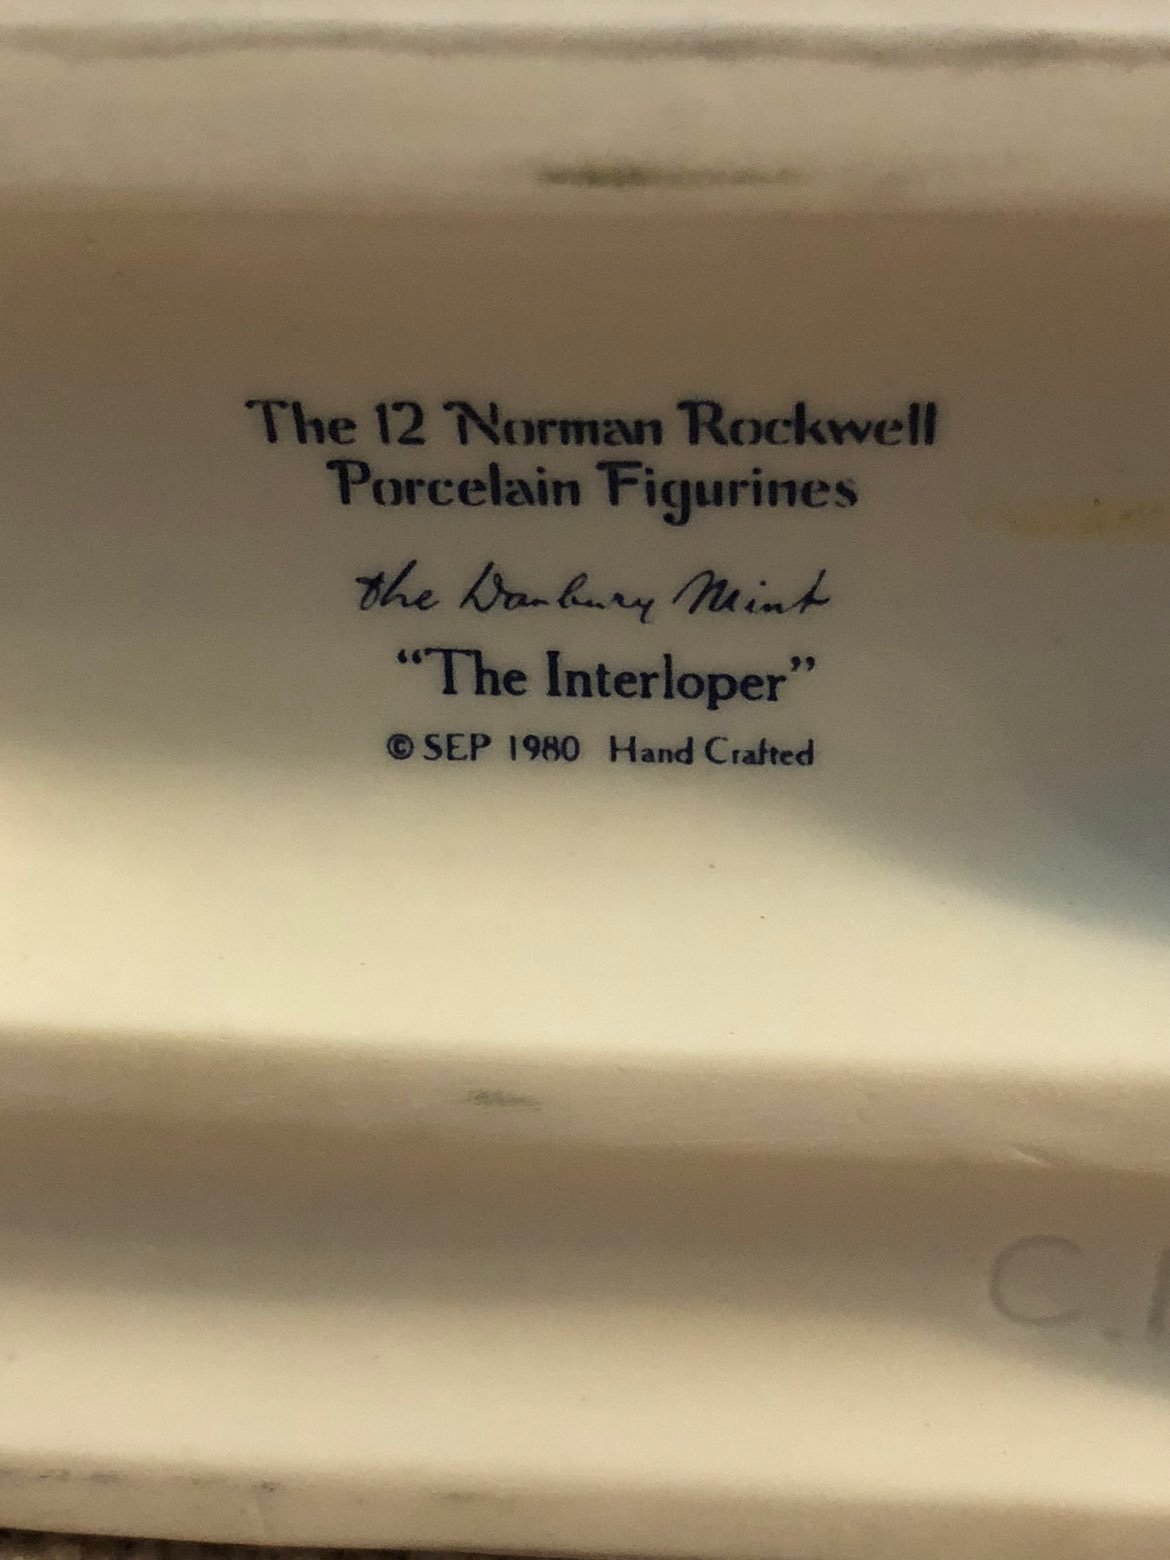 The 12 Norman Rockwell
Porcelain Figurines
the Danbury Mint
“The Interloper”
© SEP 1980 Hand Crafted
C.